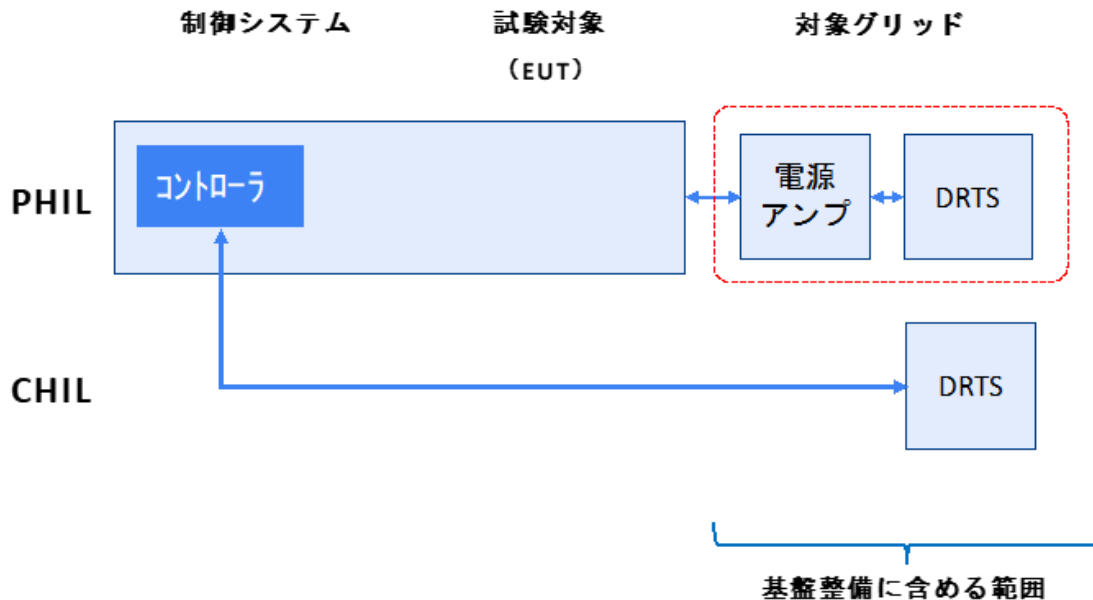 制御システム
試験対象
（EUT）
対象グリッド
PHIL
コントローラ
電源
アンプ
DRTS
CHIL
DRTS
基盤整備に含める範囲